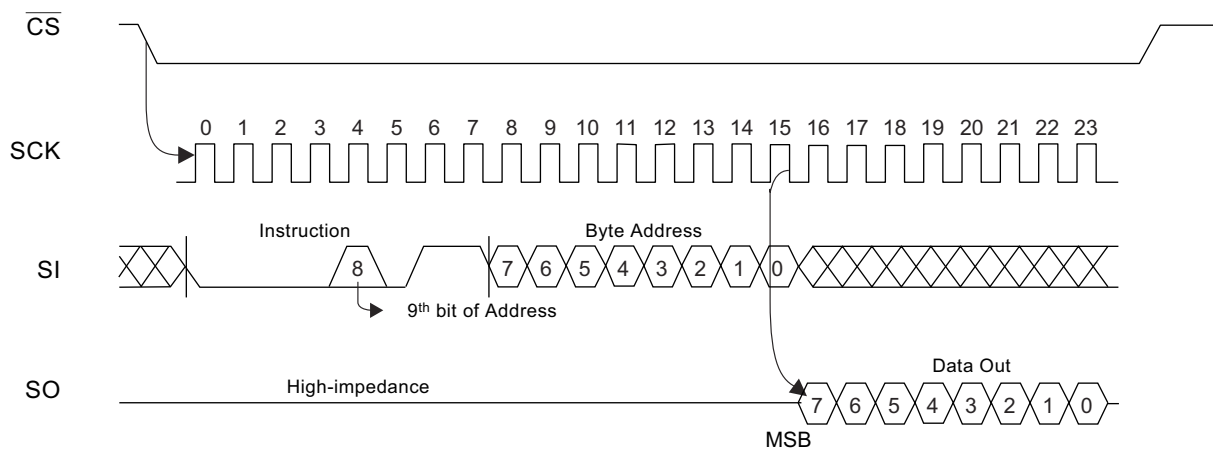 CS
0 1 2 3 4 5 6 7 8 9 10 11 12 13 14 15 16 17 18 19 20 21 22 23
SCK
Instruction Byte Address
SI 8 7 6 5 4 3 2 1 0
9th bit of Address
Data Out
High-impedance
SO 7 6 5 4 3 2 1 0
MSB